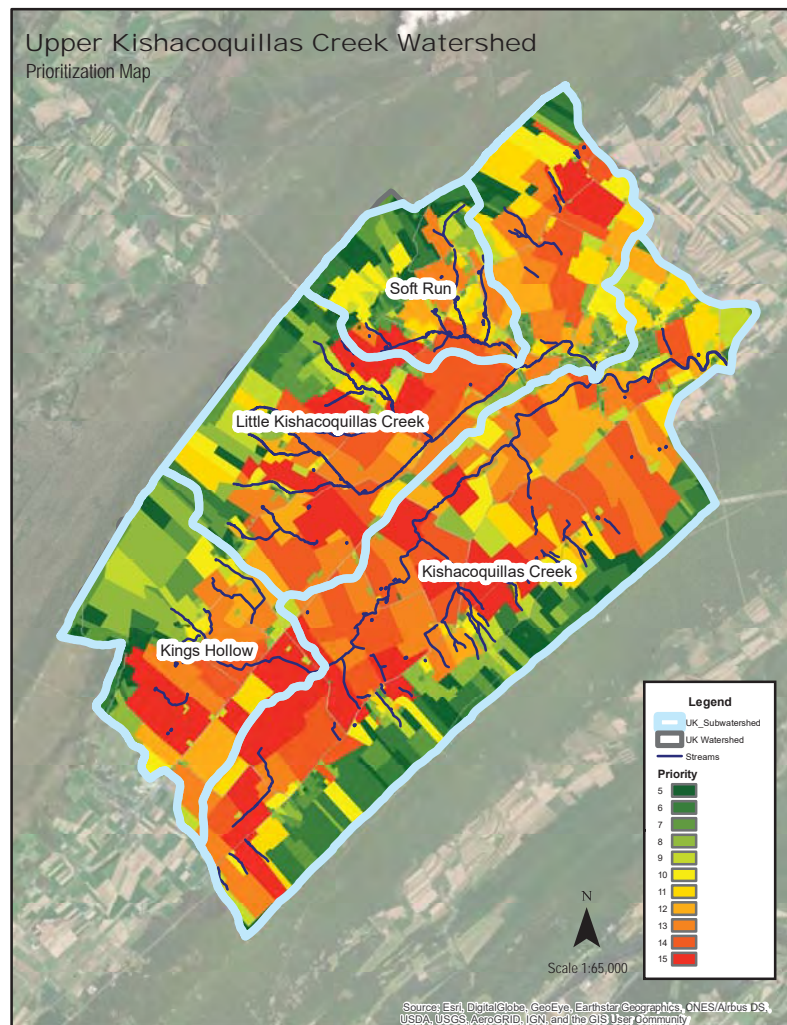 Upper Kishacoquillas Creek Watershed
Prioritization Map
Soft Run
Little Kishacoquillas Creek
Kishacoquillas Creek
Kings Hollow
Legend
UK_Subwatershed
UK Watershed
Streams
Priority
5
6
7
8
9
10
11
12
13
14
15
N
Scale 1:65,000
Source: Esri, DigitalGlobe, GeoEye, Earthstar Geographics, CNES/Airbus DS,
USDA, USGS, AeroGRID, IGN, and the GIS User Community